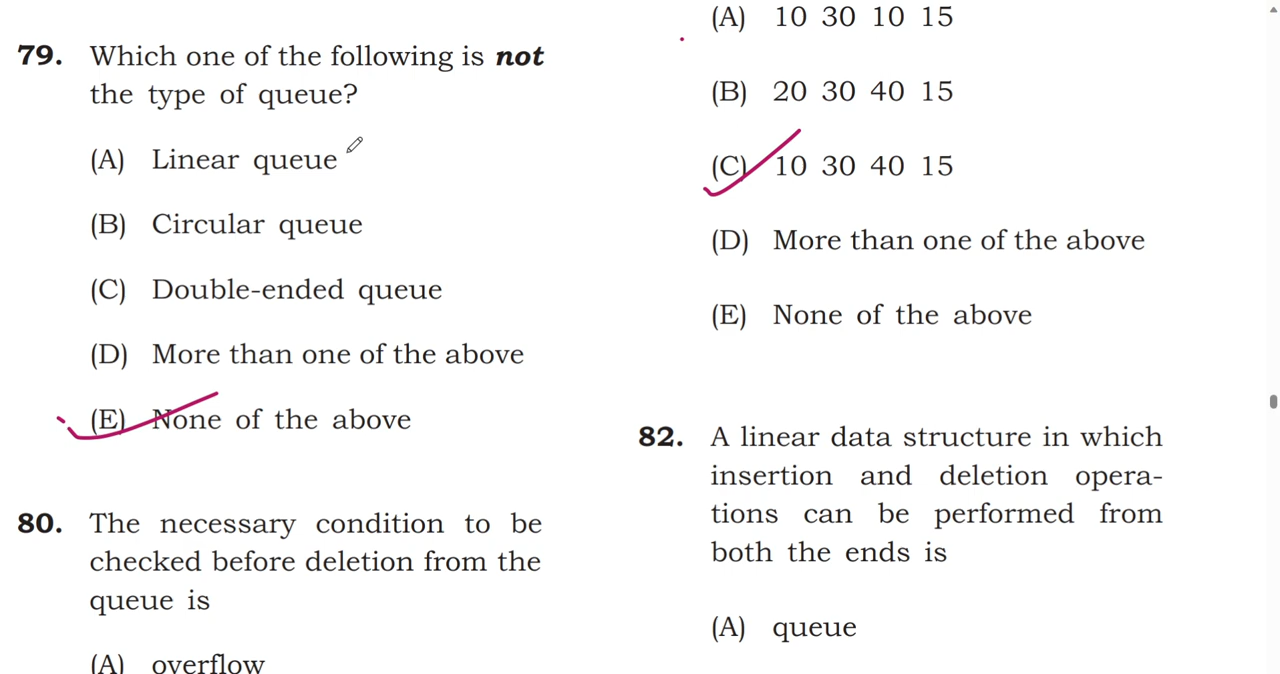 79. Which one of the following is not
the type of queue?
(A) Linear queue
(B) Circular queue
(C) Double-ended queue
(D) More than one of the above
(E) None of the above
80. The necessary condition to be
checked before deletion from the
queue is
(A) overflow
(A) 10 30 10 15
(B) 20 30 40 15
(C) 10 30 40 15
(D) More than one of the above
(E) None of the above
82. A linear data structure in which
insertion and deletion opera-
tions can be performed from
both the ends is
(A) queue